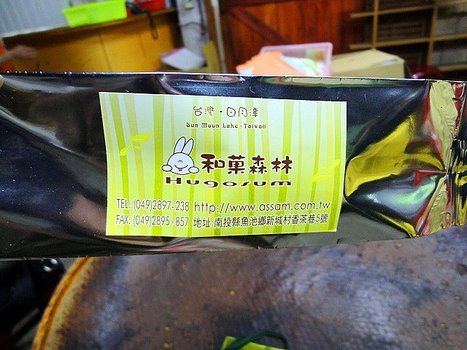 台灣・日月潭
Sun Moon Lake-Taiwan
和菓森林
Hugosum
TEL: (049)2897-238 http://www.assam.com.tw
FAX: (049)2895-857 地址:南投縣魚池鄉新城村香茶巷5號